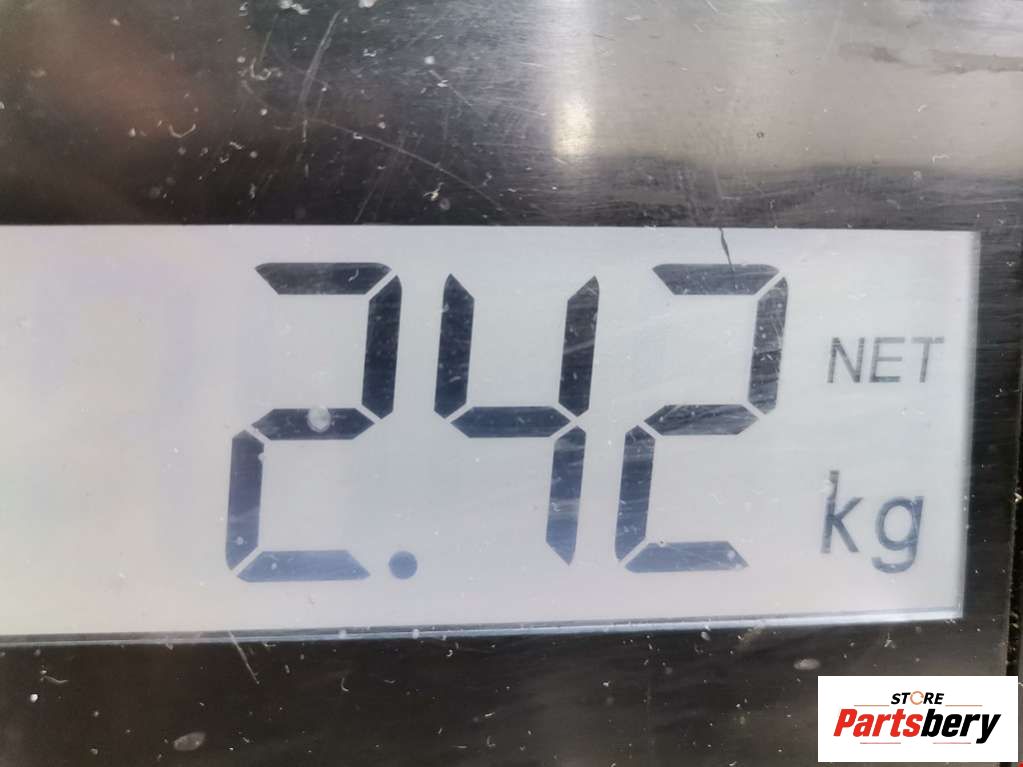 2.42
NET
kg
STORE
Partsbery